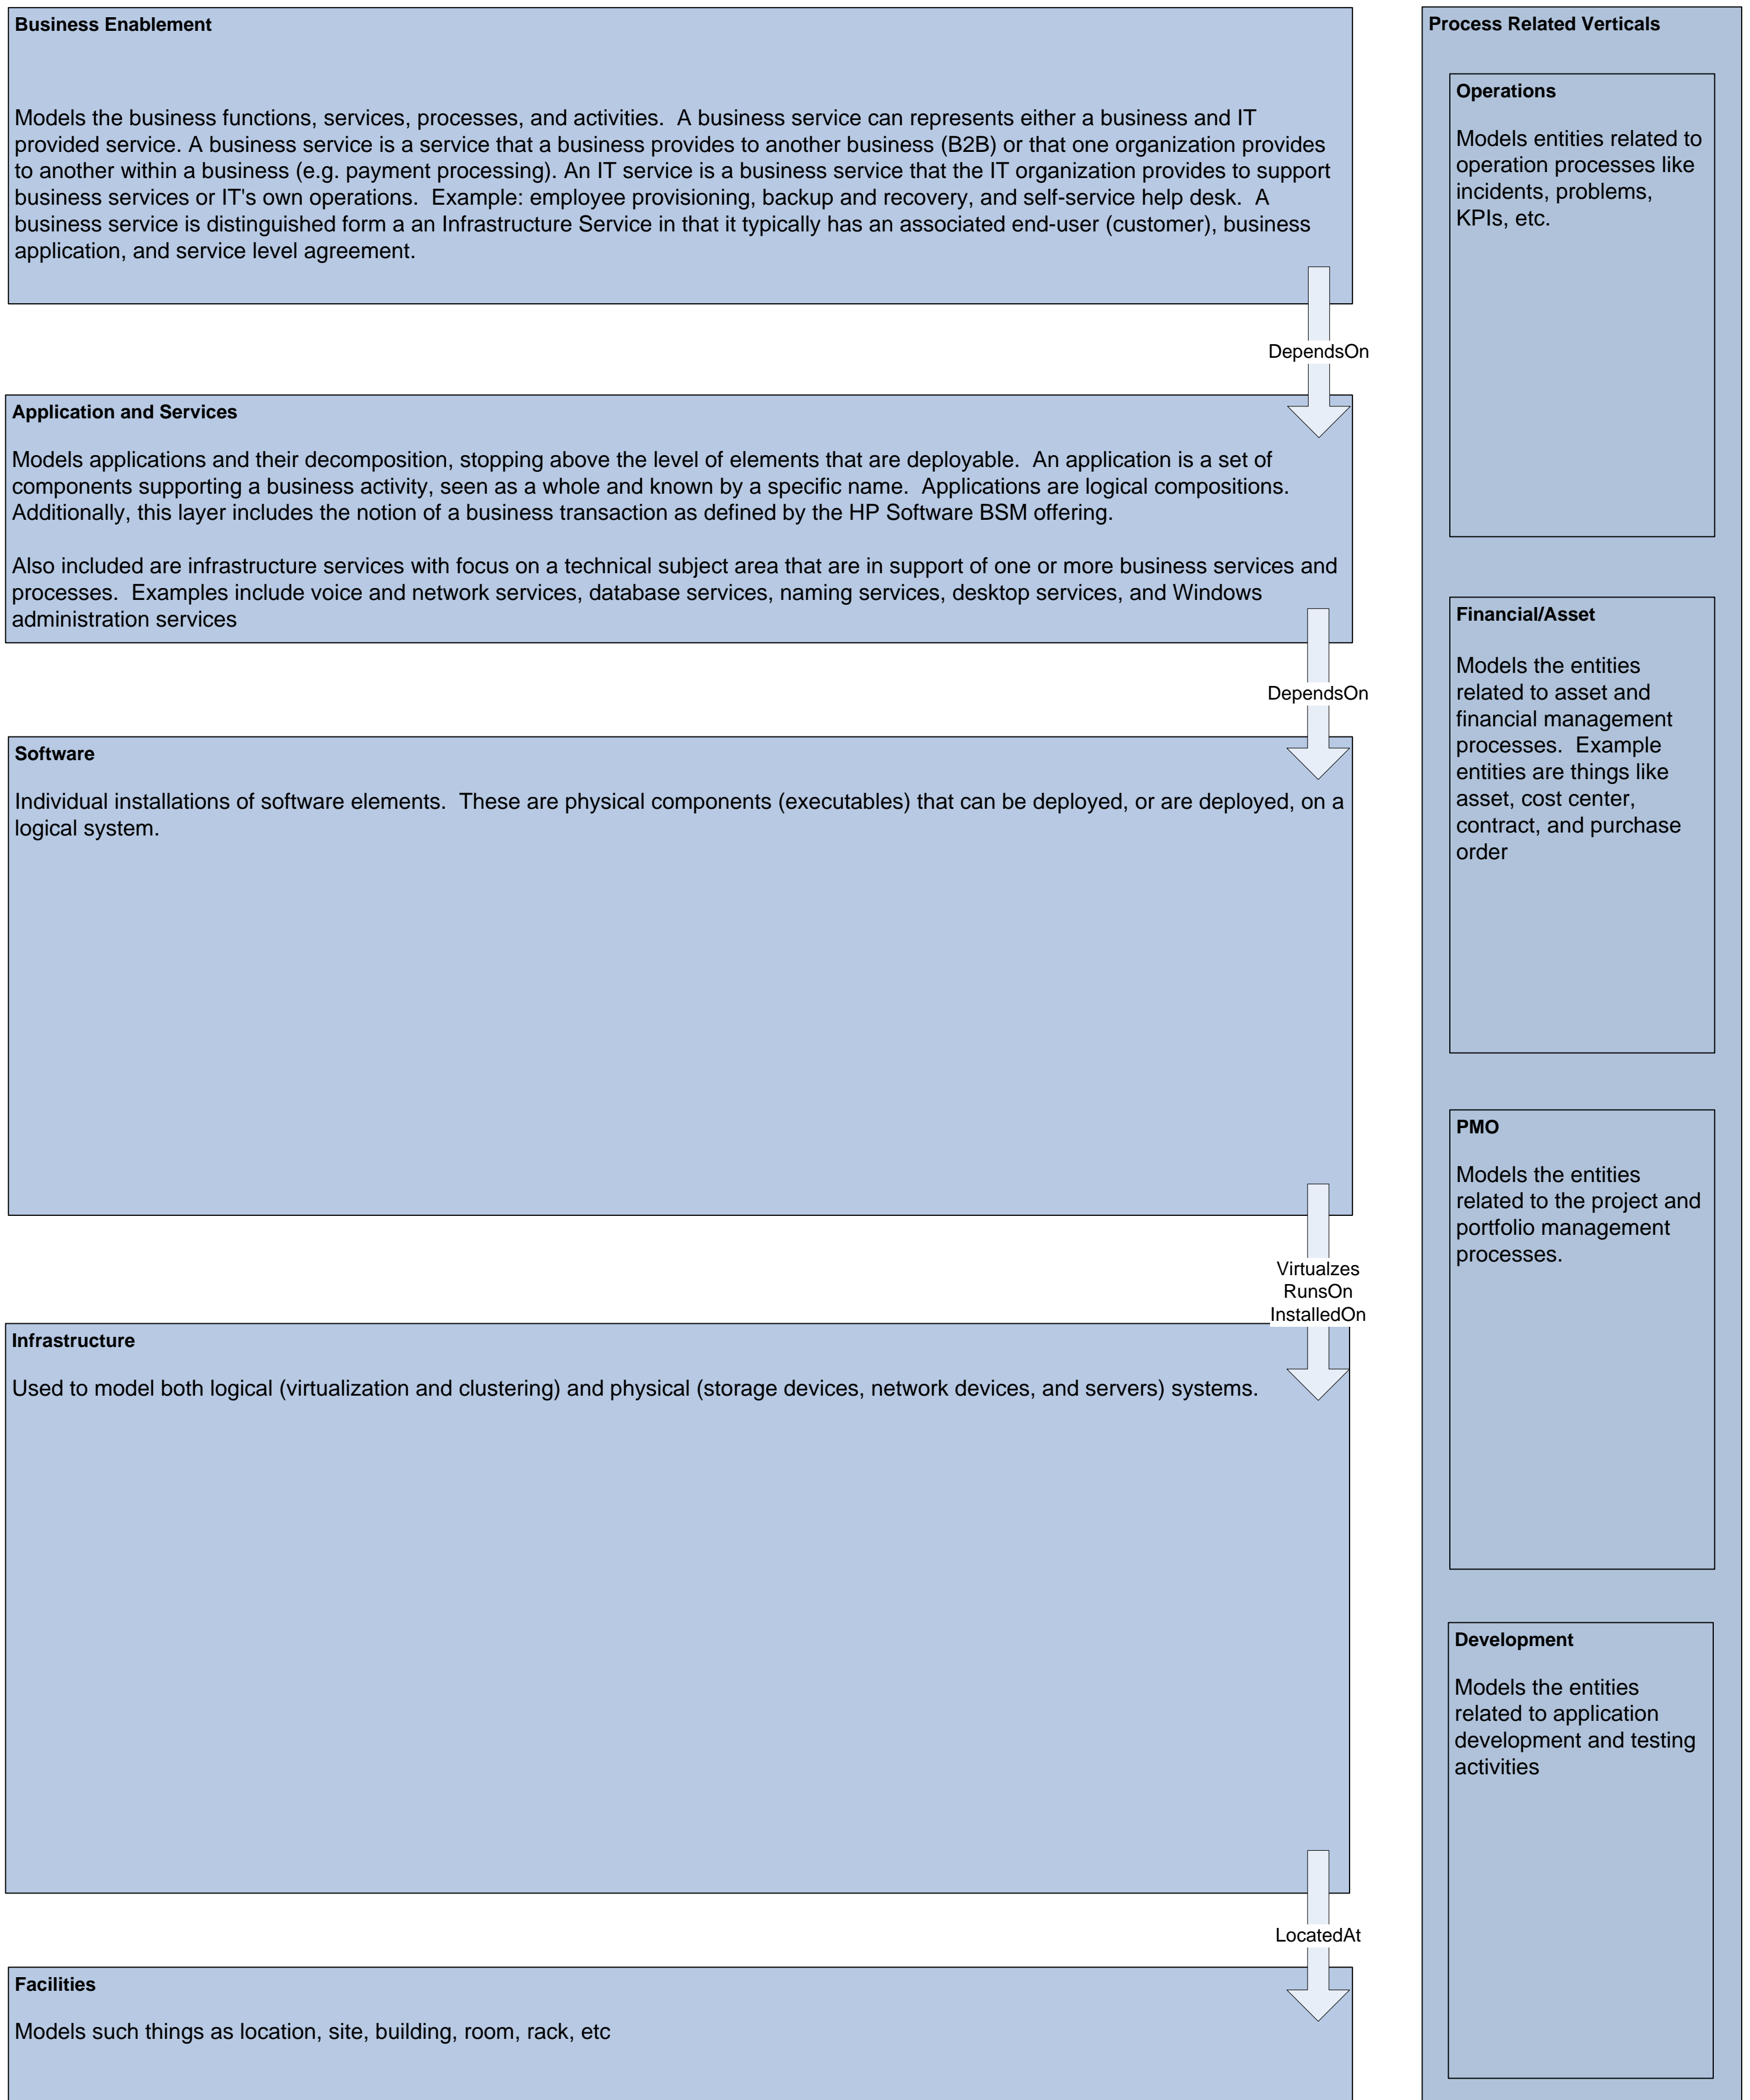 Business Enablement
Models the business functions, services, processes, and activities.  A business service can represents either a business and IT
provided service. A business service is a service that a business provides to another business (B2B) or that one organization provides
to another within a business (e.g. payment processing). An IT service is a business service that the IT organization provides to support
business services or IT's own operations.  Example: employee provisioning, backup and recovery, and self-service help desk.  A
business service is distinguished form a an Infrastructure Service in that it typically has an associated end-user (customer), business
application, and service level agreement.
DependsOn
Application and Services
Models applications and their decomposition, stopping above the level of elements that are deployable.  An application is a set of
components supporting a business activity, seen as a whole and known by a specific name.  Applications are logical compositions.
Additionally, this layer includes the notion of a business transaction as defined by the HP Software BSM offering.
Also included are infrastructure services with focus on a technical subject area that are in support of one or more business services and
processes.  Examples include voice and network services, database services, naming services, desktop services, and Windows
administration services
DependsOn
Software
Individual installations of software elements.  These are physical components (executables) that can be deployed, or are deployed, on a
logical system.
Virtualzes
RunsOn
InstalledOn
Infrastructure
Used to model both logical (virtualization and clustering) and physical (storage devices, network devices, and servers) systems.
LocatedAt
Facilities
Models such things as location, site, building, room, rack, etc
Process Related Verticals
Operations
Models entities related to
operation processes like
incidents, problems,
KPIs, etc.
Financial/Asset
Models the entities
related to asset and
financial management
processes.  Example
entities are things like
asset, cost center,
contract, and purchase
order
PMO
Models the entities
related to the project and
portfolio management
processes.
Development
Models the entities
related to application
development and testing
activities